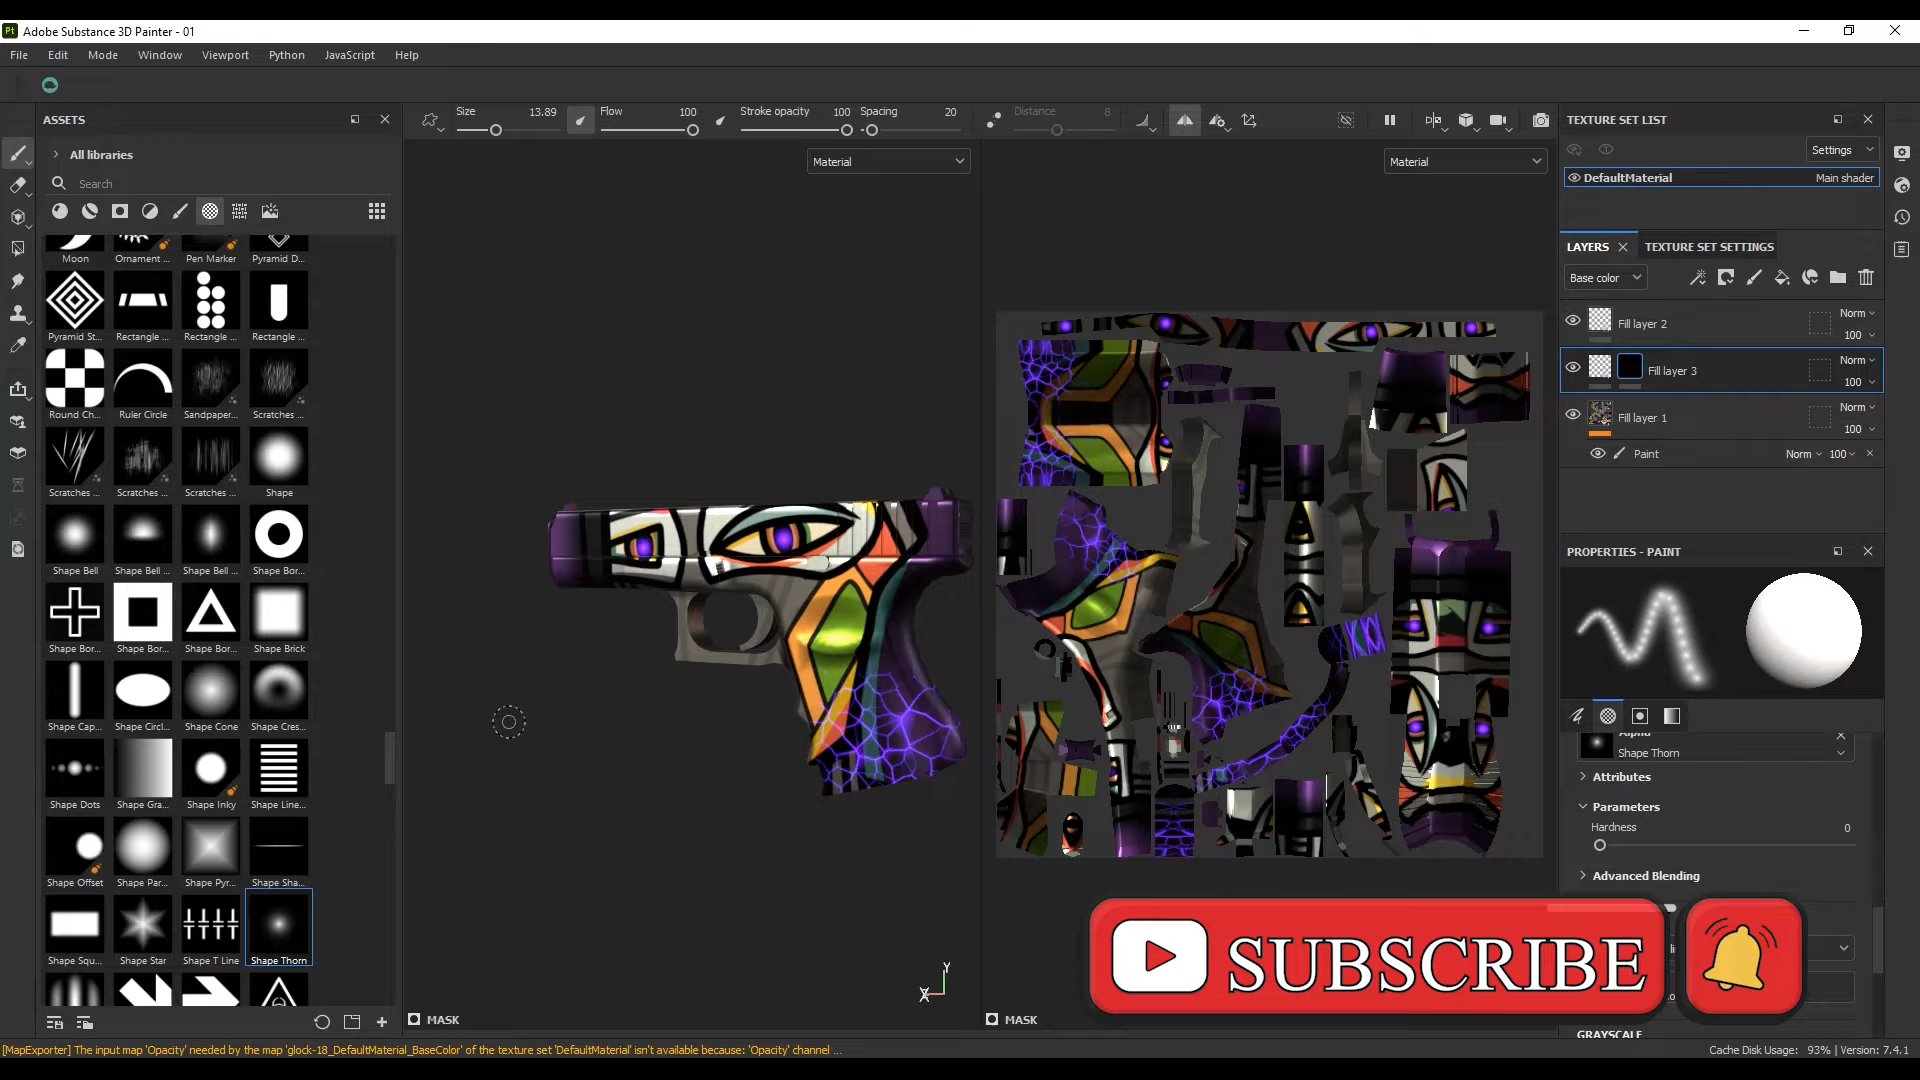 Pt Adobe Substance 3D Painter - 01
File Edit Mode Window Viewport Python JavaScript Help
ASSETS
All libraries
Search
Moon Ornament ... Pen Marker Pyramid D...
Pyramid St... Rectangle ... Rectangle ... Rectangle ...
Round Ch... Ruler Circle Sandpaper... Scratches ...
Scratches ... Scratches ... Scratches ... Shape
Shape Bell Shape Bell ... Shape Bell ... Shape Bor...
Shape Bor... Shape Bor... Shape Bor... Shape Brick
Shape Cap... Shape Circl... Shape Cone Shape Cres...
Shape Dots Shape Gra... Shape Inky Shape Line...
Shape Offset Shape Par... Shape Pyr... Shape Sha...
Shape Squ... Shape Star Shape T Line Shape Thorn
Size 13.89 Flow 100 Stroke opacity 100 Spacing 20 Distance 8
Material
Material
Y
X
MASK
MASK
TEXTURE SET LIST
Settings
DefaultMaterial Main shader
LAYERS TEXTURE SET SETTINGS
Base color
Fill layer 2 Norm
100
Fill layer 3 Norm
100
Fill layer 1 Norm
100
Paint Norm 100
PROPERTIES - PAINT
Alpha
Shape Thorn
Attributes
Parameters
Hardness 0
Advanced Blending
SUBSCRIBE
GRAYSCALE
[MapExporter] The input map 'Opacity' needed by the map 'glock-18_DefaultMaterial_BaseColor' of the texture set 'DefaultMaterial' isn't available because: 'Opacity' channel ...
Cache Disk Usage: 93% | Version: 7.4.1